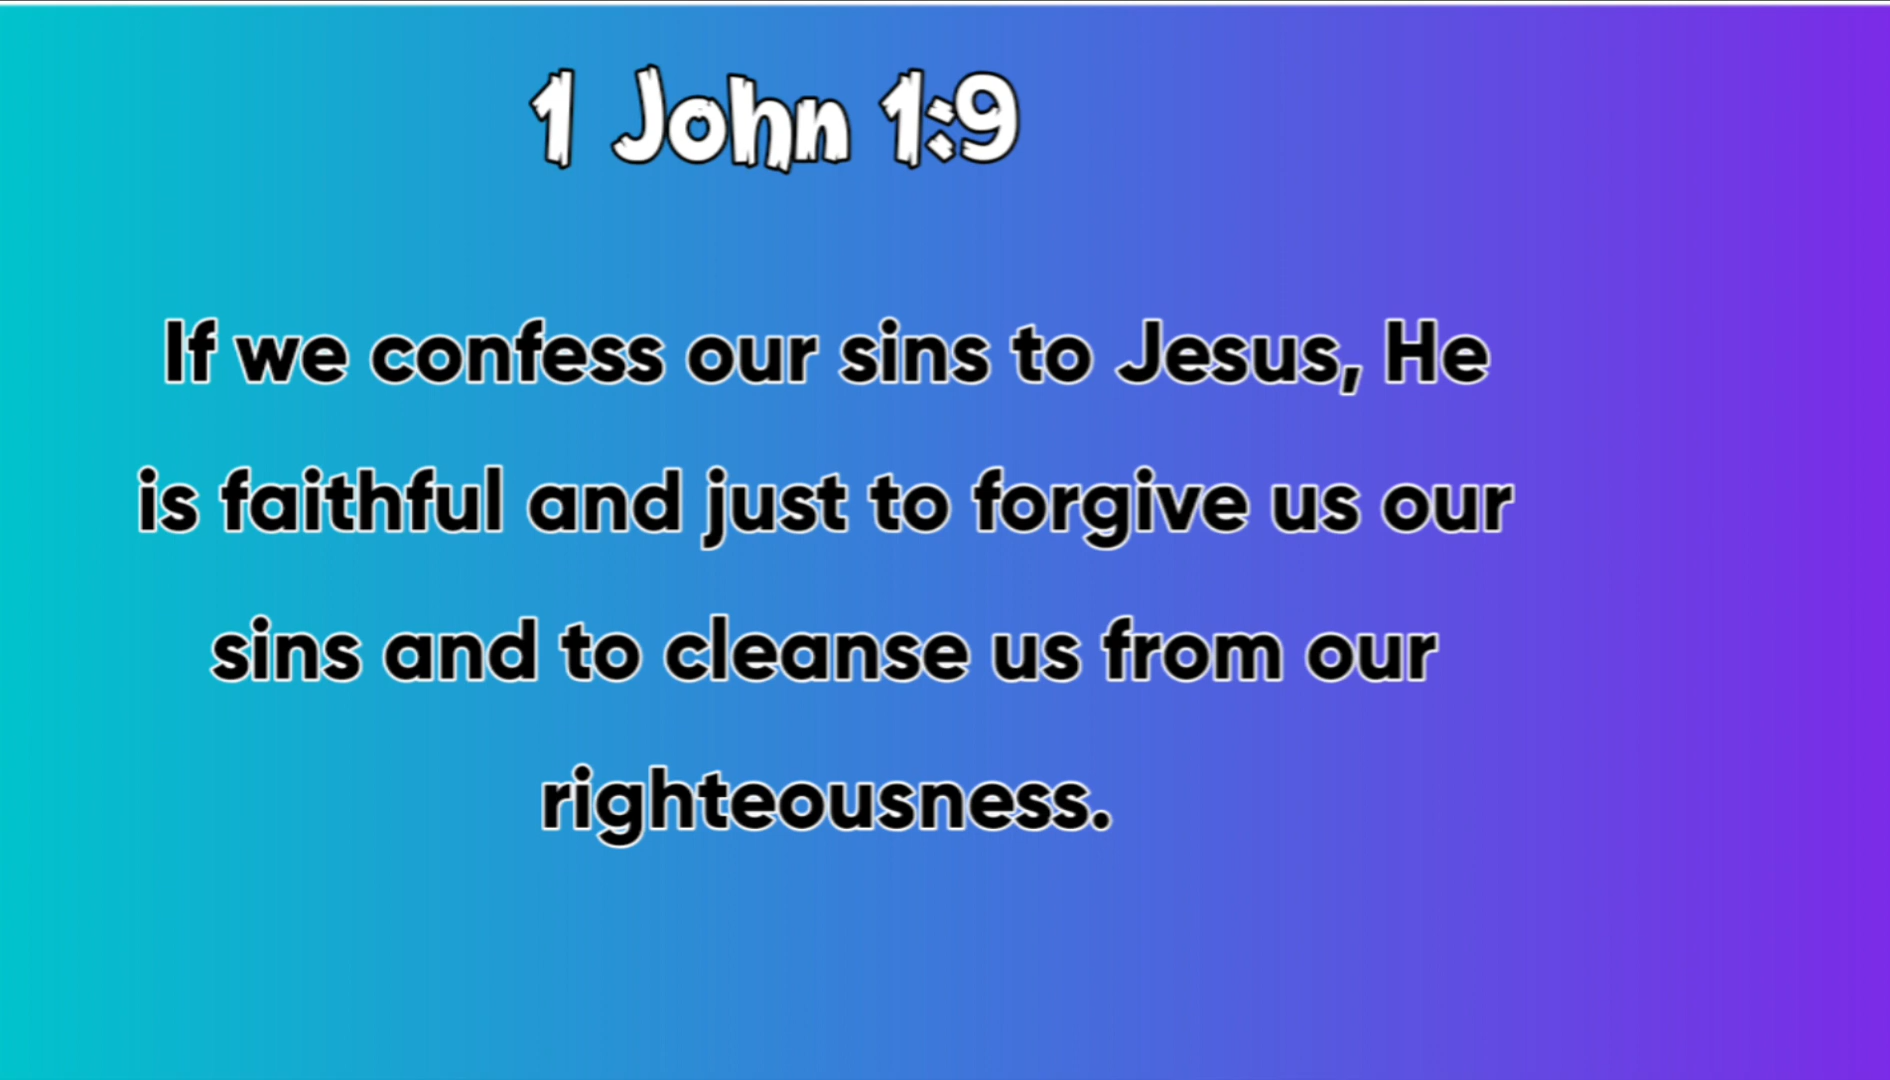 1 John 1:9
If we confess our sins to Jesus, He
is faithful and just to forgive us our
sins and to cleanse us from our
righteousness.